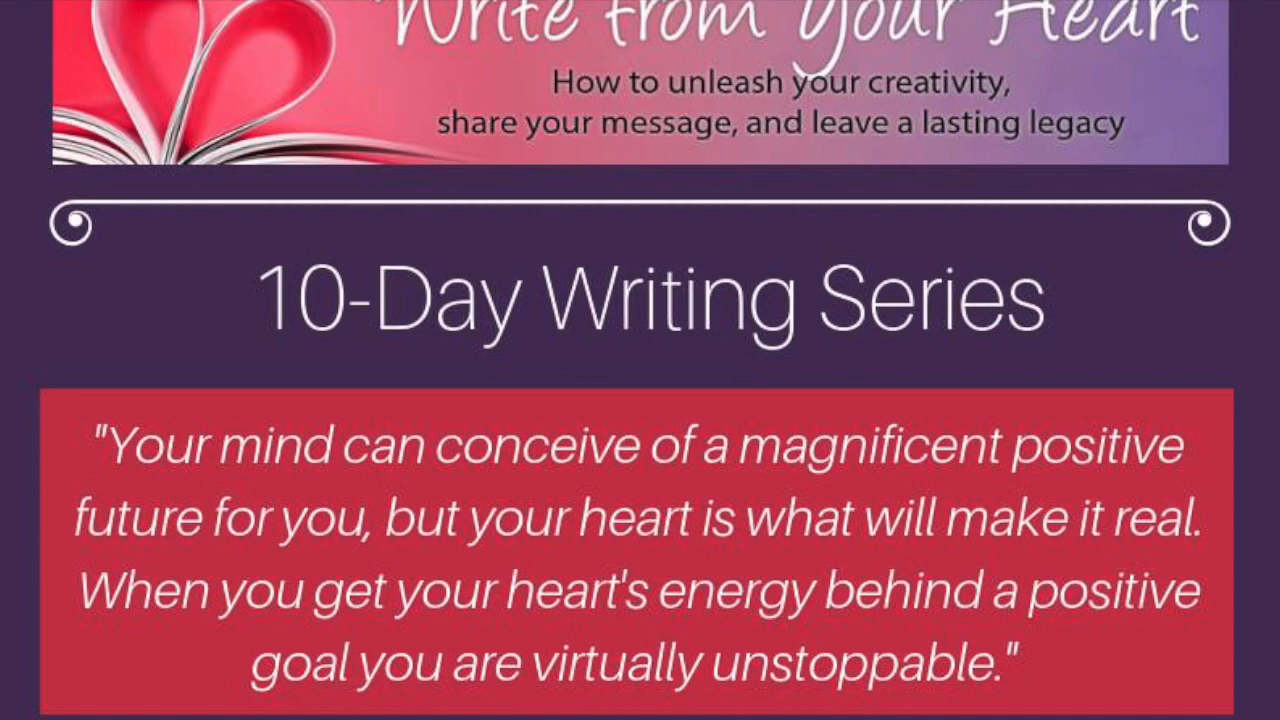 Write from Your Heart
How to unleash your creativity,
share your message, and leave a lasting legacy
10-Day Writing Series
"Your mind can conceive of a magnificent positive
future for you, but your heart is what will make it real.
When you get your heart's energy behind a positive
goal you are virtually unstoppable."